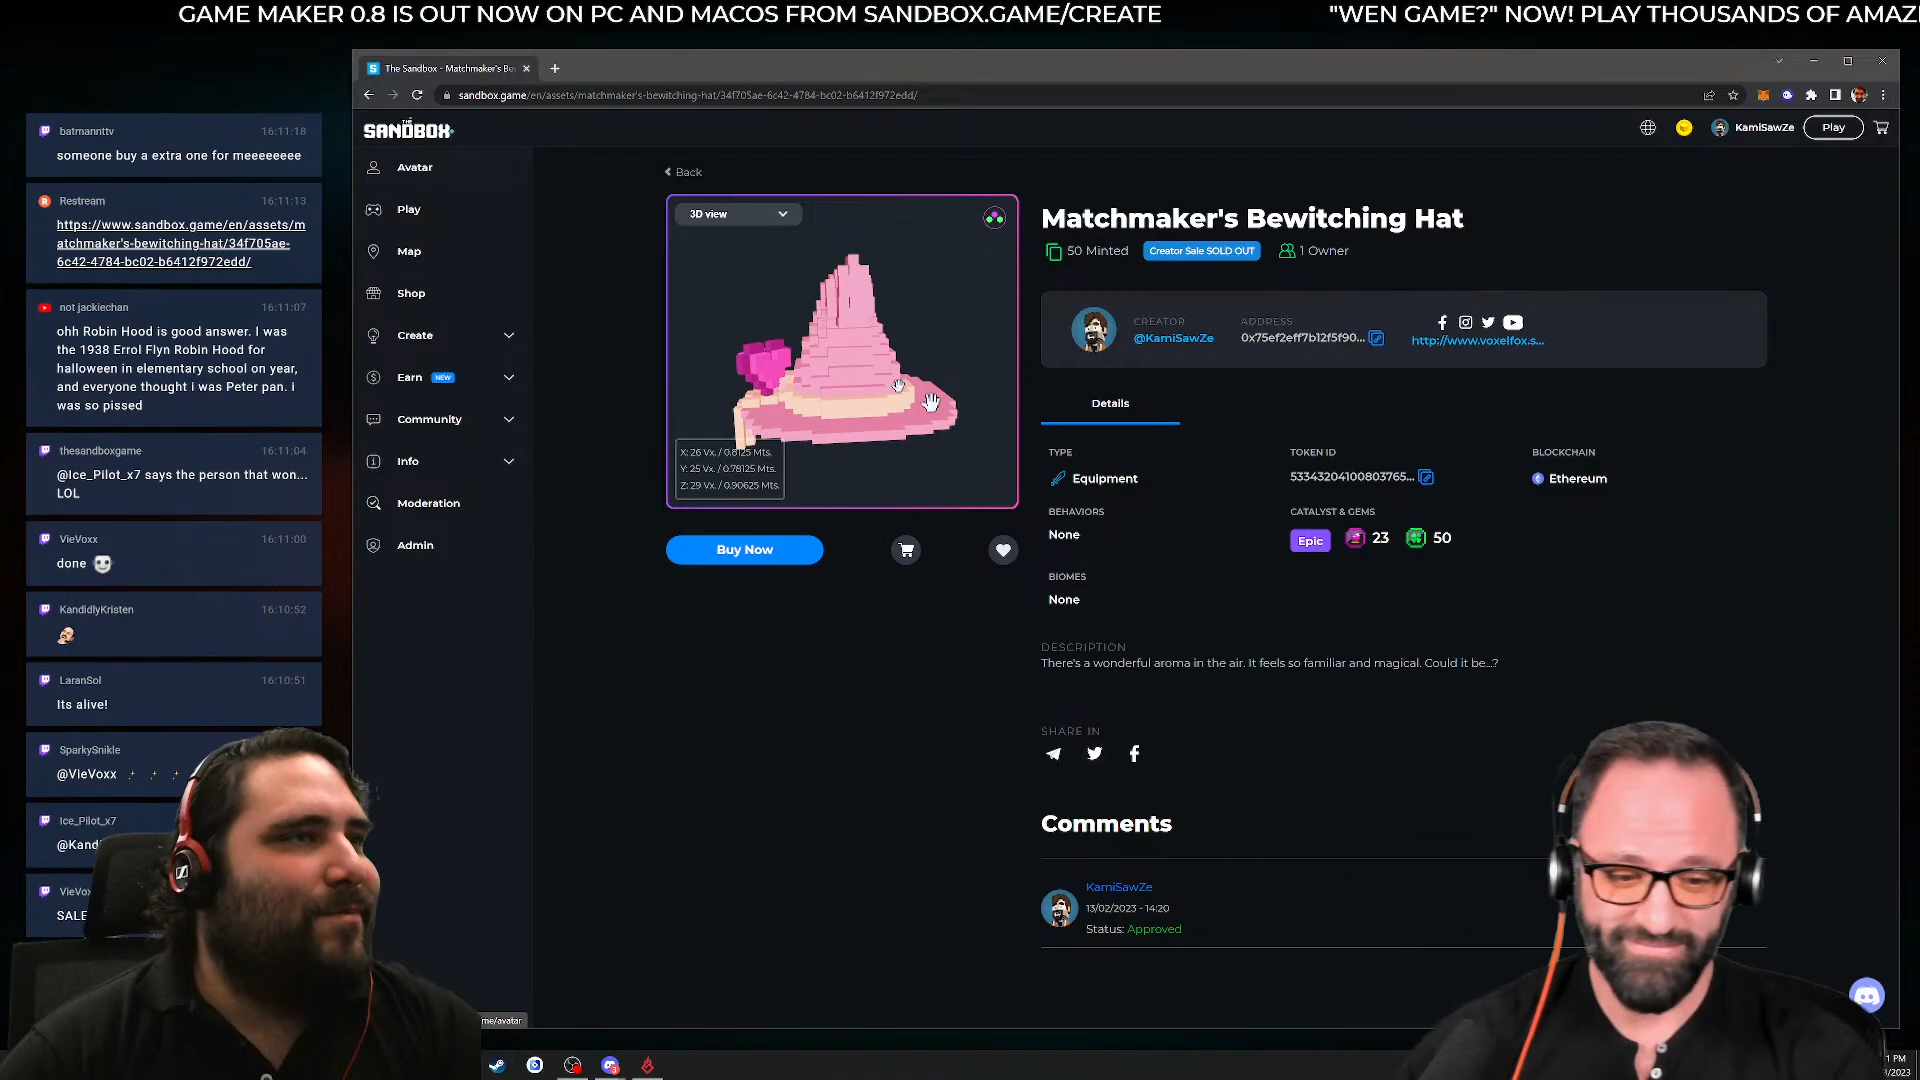 GAME MAKER 0.8 IS OUT NOW ON PC AND MACOS FROM SANDBOX.GAME/CREATE
"WEN GAME?" NOW! PLAY THOUSANDS OF
The Sandbox - Matchmaker's Be
sandbox.game/en/assets/matchmaker's-bewitching-hat/34f705ae-6c42-4784-bc02-b6412f972edd/
batmannttv 16:11:18
someone buy a extra one for meeeeeeee
Restream 16:11:13
https://www.sandbox.game/en/assets/m
atchmaker's-bewitching-hat/34f705ae-
6c42-4784-bc02-b6412f972edd/
not jackiechan 16:11:07
ohh Robin Hood is good answer. I was
the 1938 Errol Flyn Robin Hood for
halloween in elementary school on year,
and everyone thought i was Peter pan. i
was so pissed
thesandboxgame 16:11:04
@Ice_Pilot_x7 says the person that won...
LOL
VieVoxx 16:11:00
done
KandidlyKristen 16:10:52
LaranSol 16:10:51
Its alive!
SparkySnikle
@VieVoxx
Ice_Pilot_x7
@Kand
VieVo
SALE
THE
SANDBOX
KamiSawZe
Play
Avatar
Play
Map
Shop
Create
Earn NEW
Community
Info
Moderation
Admin
Back
3D view
X: 26 Vx. / 0.8125 Mts.
Y: 25 Vx. / 0.78125 Mts.
Z: 29 Vx. / 0.90625 Mts.
Buy Now
Matchmaker's Bewitching Hat
50 Minted
Creator Sale SOLD OUT
1 Owner
CREATOR
@KamiSawZe
ADDRESS
0x75ef2eff7b12f5f90...
http://www.voxelfox.s...
Details
TYPE
Equipment
TOKEN ID
53343204100803765...
BLOCKCHAIN
Ethereum
BEHAVIORS
None
CATALYST & GEMS
Epic 23 50
BIOMES
None
DESCRIPTION
There's a wonderful aroma in the air. It feels so familiar and magical. Could it be...?
SHARE IN
Comments
KamiSawZe
13/02/2023 - 14:20
Status: Approved
me/avatar
1 PM
/2023